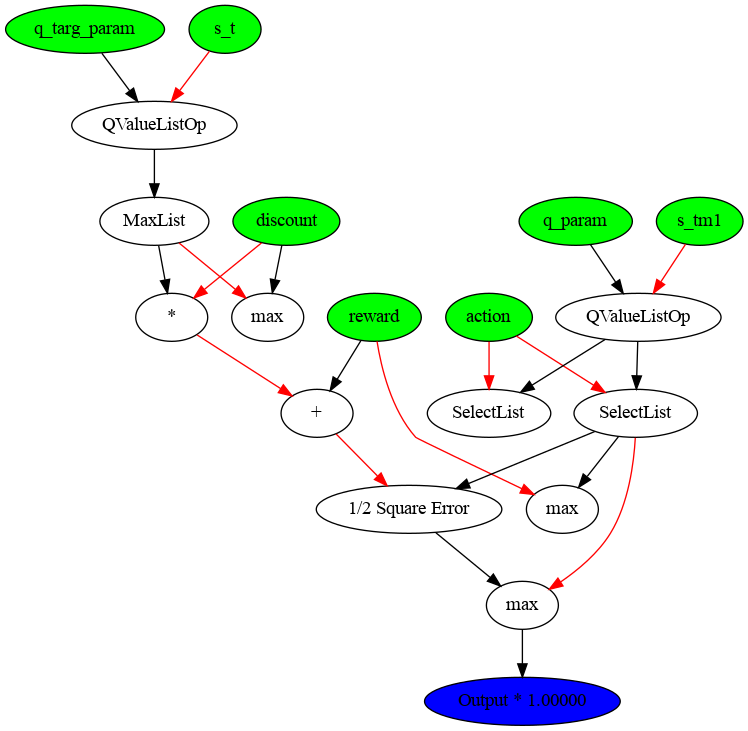 q_targ_param
s_t
QValueListOp
MaxList
discount
q_param
s_tm1
*
max
reward
action
QValueListOp
+
SelectList
SelectList
1/2 Square Error
max
max
Output * 1.00000